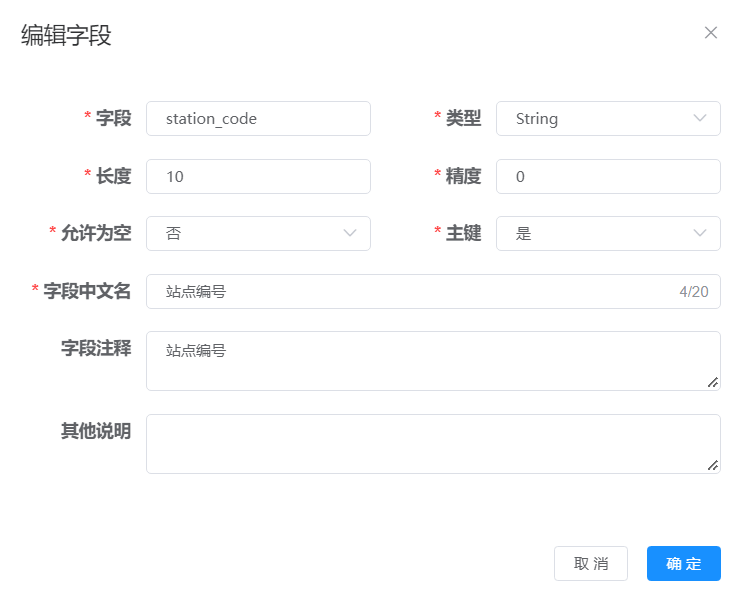 编辑字段
* 字段 station_code * 类型 String
* 长度 10 * 精度 0
* 允许为空 否 * 主键 是
* 字段中文名 站点编号 4/20
字段注释 站点编号
其他说明
取 消 确 定